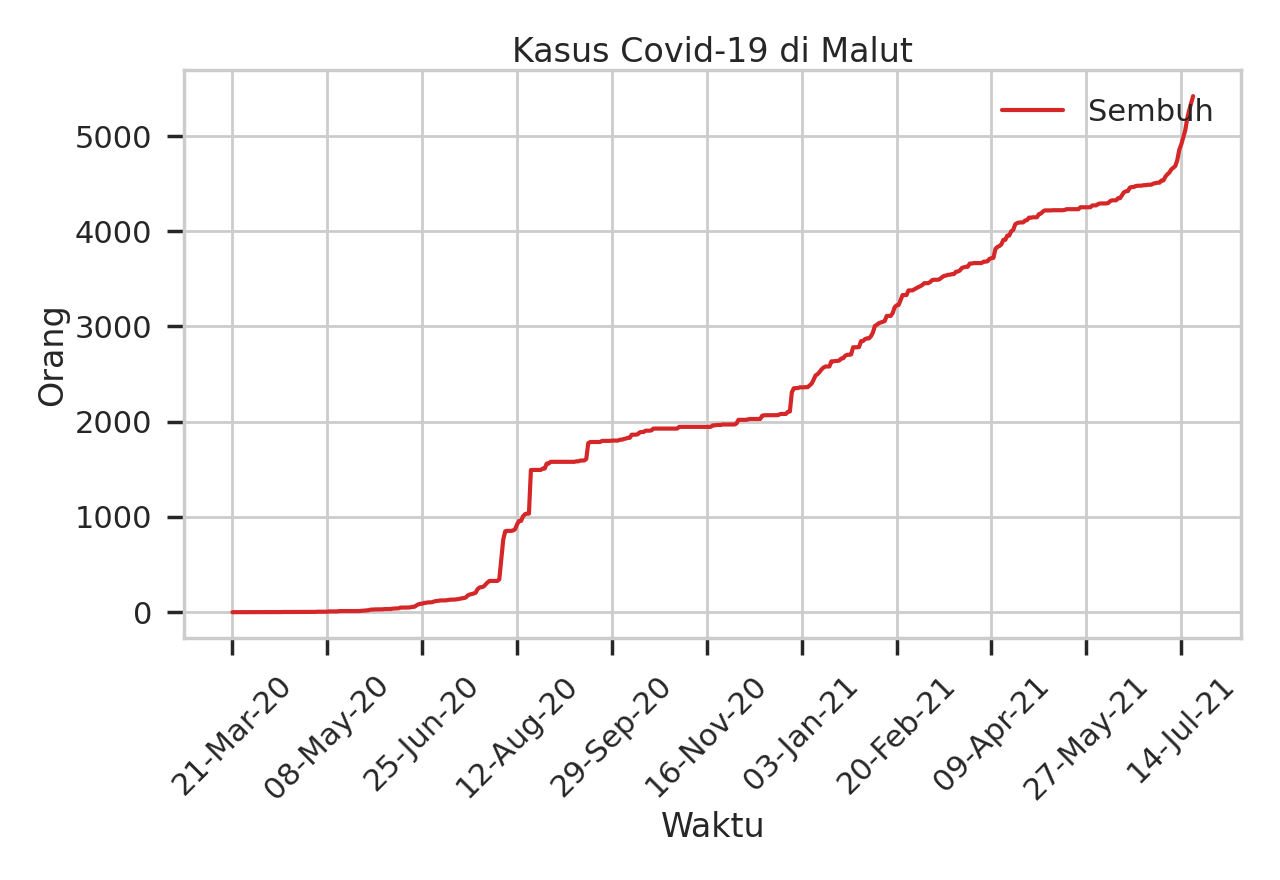 Kasus Covid-19 di Malut
Sembuh
5000
4000
3000
2000
1000
0
Orang
21-Mar-20
08-May-20
25-Jun-20
12-Aug-20
29-Sep-20
16-Nov-20
03-Jan-21
20-Feb-21
09-Apr-21
27-May-21
14-Jul-21
Waktu